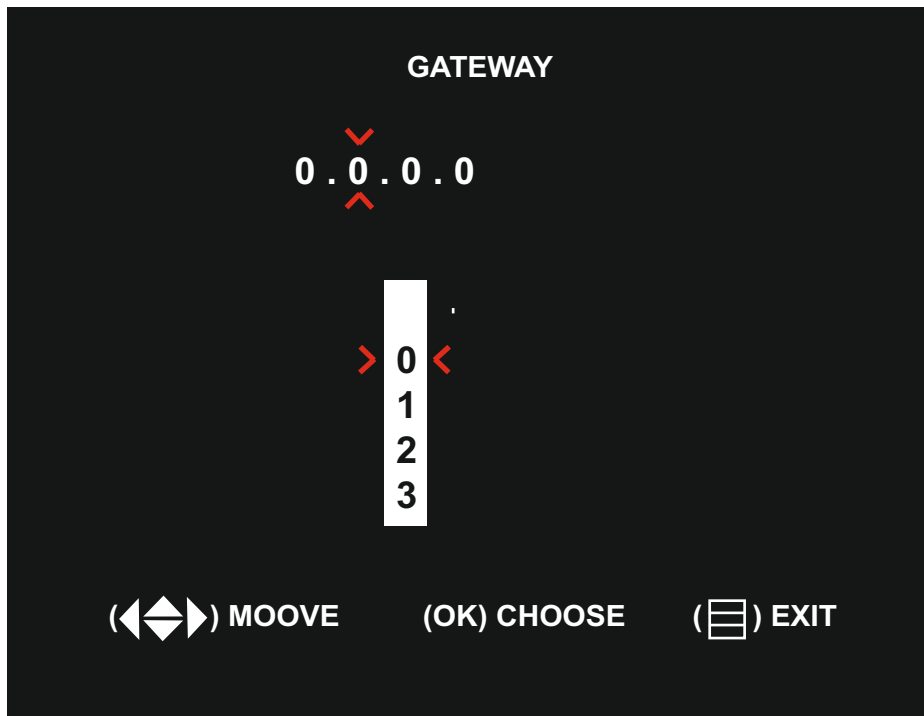 GATEWAY
0 . 0 . 0 . 0
> 0 <
1
2
3
( ) MOOVE (OK) CHOOSE ( ) EXIT